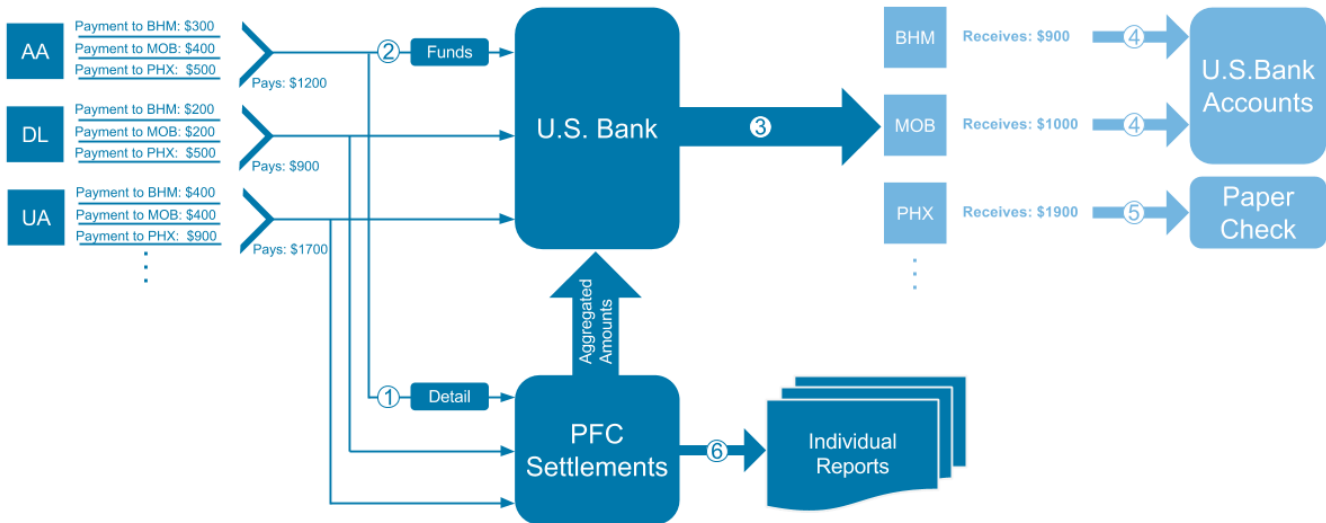 AA
Payment to BHM: $300
Payment to MOB: $400
Payment to PHX: $500
Pays: $1200
2
Funds
DL
Payment to BHM: $200
Payment to MOB: $200
Payment to PHX: $500
Pays: $900
UA
Payment to BHM: $400
Payment to MOB: $400
Payment to PHX: $900
Pays: $1700
U.S. Bank
3
BHM
Receives: $900
4
U.S.Bank
Accounts
MOB
Receives: $1000
4
PHX
Receives: $1900
5
Paper
Check
Aggregated
Amounts
1
Detail
PFC
Settlements
6
Individual
Reports